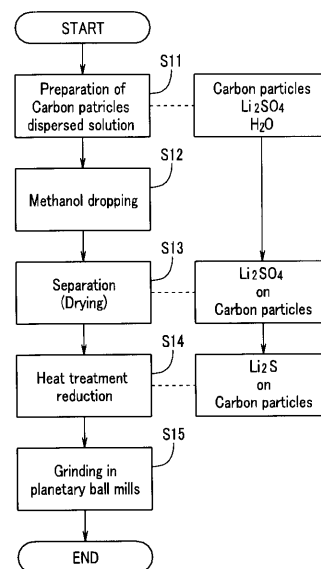 START
S11
Preparation of
Carbon patricles
dispersed solution
Carbon particles
Li2SO4
H2O
S12
Methanol dropping
S13
Separation
(Drying)
Li2SO4
on
Carbon particles
S14
Heat treatment
reduction
Li2S
on
Carbon particles
S15
Grinding in
planetary ball mills
END